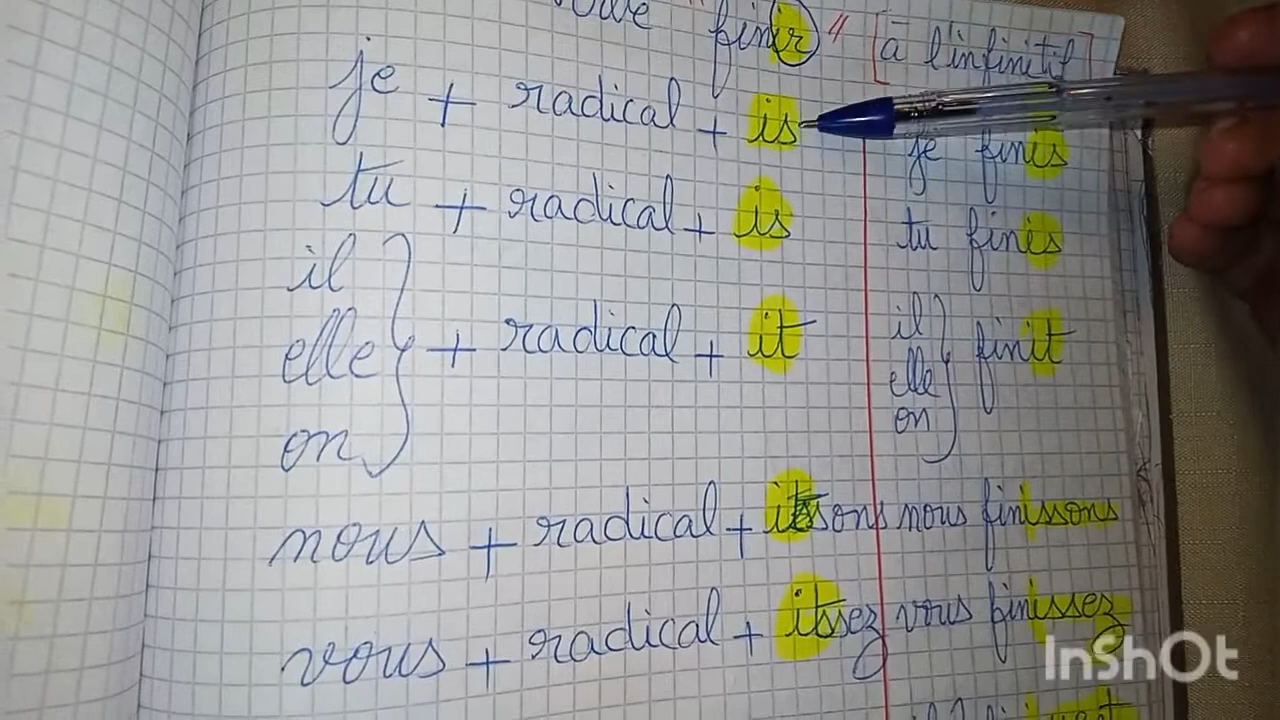 "finir" [à l'infinitif]
je + radical + is je finis
tu + radical + is tu finis
il
elle + radical + it
on
il
elle finit
on
nous + radical + issons nous finissons
vous + radical + issez vous finissez
InShOt